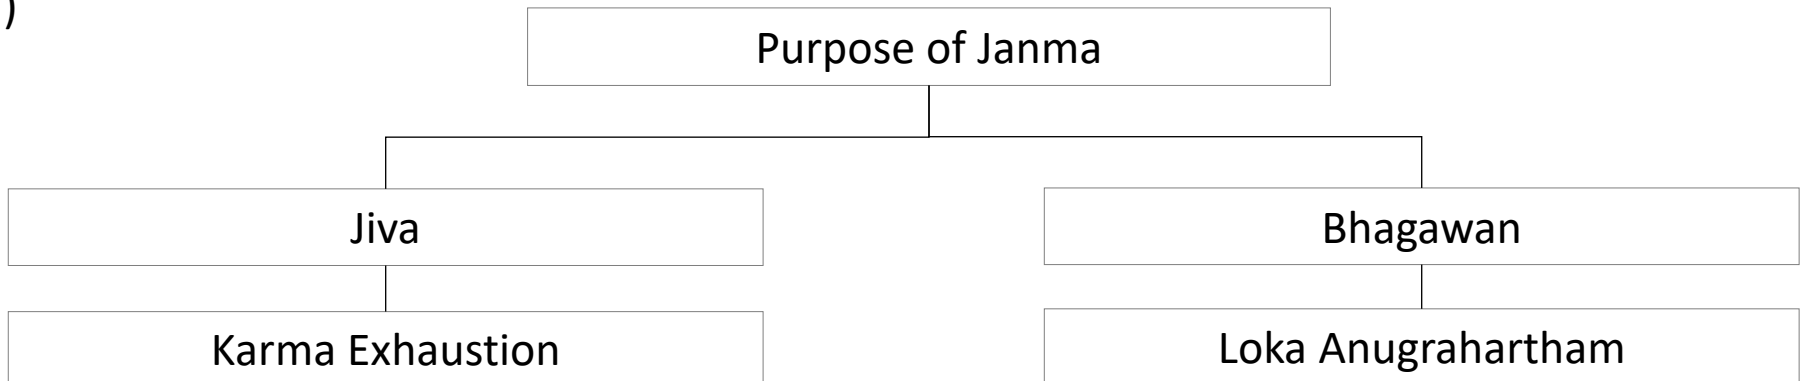 )
Purpose of Janma
Jiva
Bhagawan
Karma Exhaustion
Loka Anugrahartham